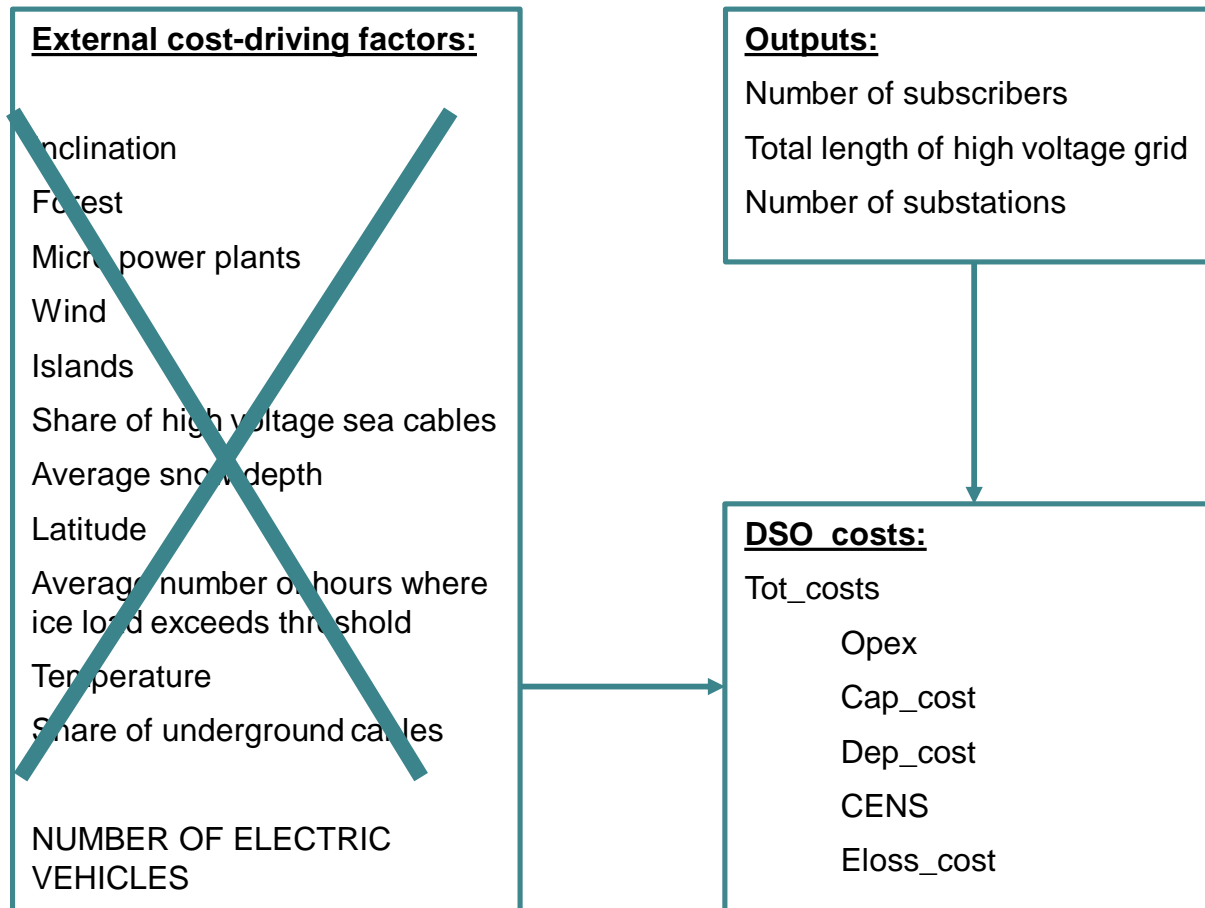 External cost-driving factors:
Inclination
Forest
Micro power plants
Wind
Islands
Share of high voltage sea cables
Average snow depth
Latitude
Average number of hours where
ice load exceeds threshold
Temperature
Share of underground cables
NUMBER OF ELECTRIC
VEHICLES
Outputs:
Number of subscribers
Total length of high voltage grid
Number of substations
DSO costs:
Tot_costs
Opex
Cap_cost
Dep_cost
CENS
Eloss_cost